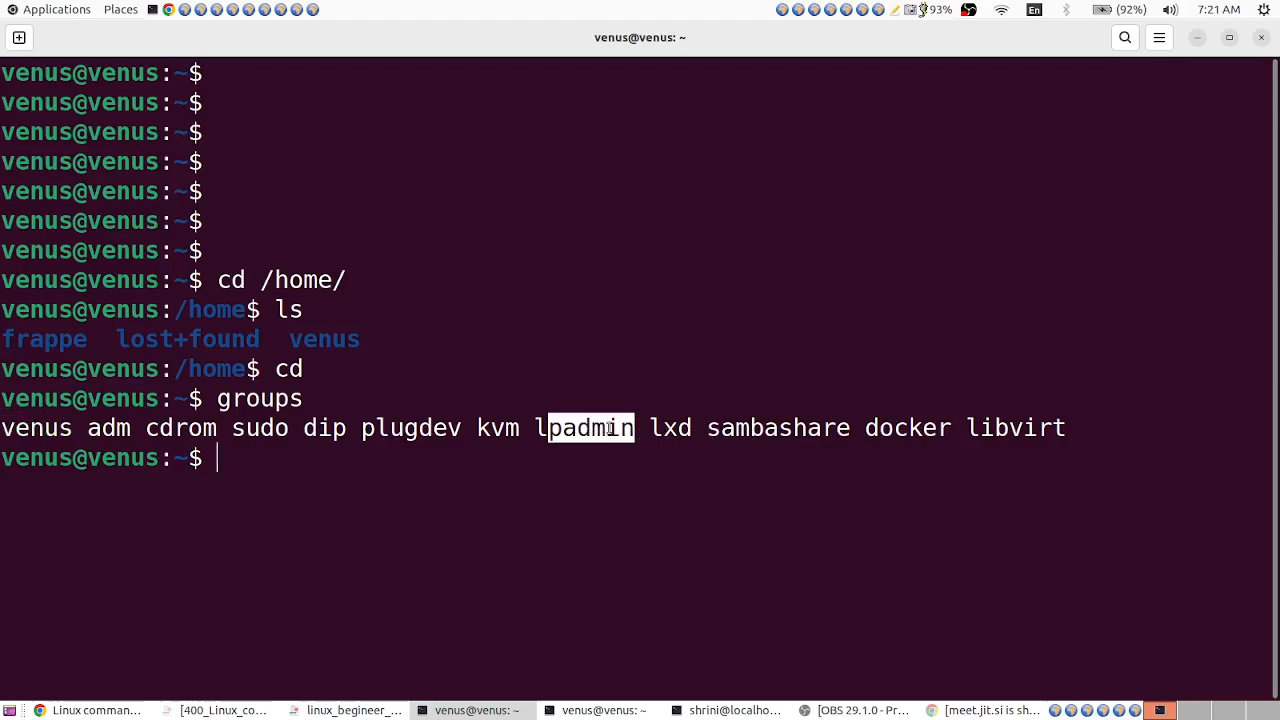 Applications Places 93% En (92%) 7:21 AM
venus@venus: ~
venus@venus:~$
venus@venus:~$
venus@venus:~$
venus@venus:~$
venus@venus:~$
venus@venus:~$
venus@venus:~$
venus@venus:~$ cd /home/
venus@venus:/home$ ls
frappe lost+found venus
venus@venus:/home$ cd
venus@venus:~$ groups
venus adm cdrom sudo dip plugdev kvm lpadmin lxd sambashare docker libvirt
venus@venus:~$
Linux comman... [400_Linux_co... linux_begineer_... venus@venus: ~ venus@venus: ~ shrini@localho... [OBS 29.1.0 - Pr... [meet.jit.si is sh...